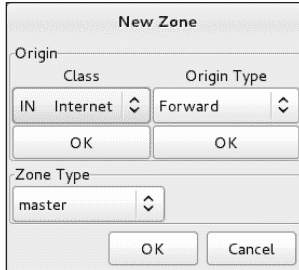 New Zone
Origin
Class Origin Type
IN Internet Forward
OK OK
Zone Type
master
OK Cancel